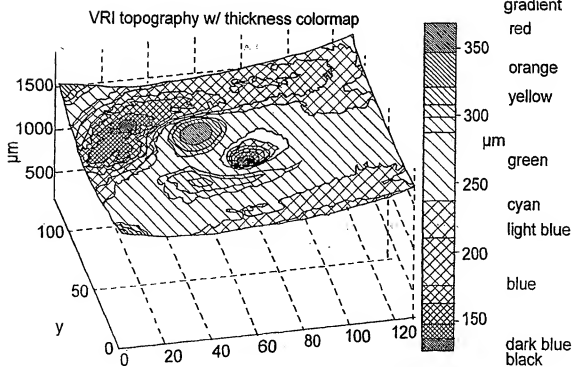 VRI topography w/ thickness colormap
gradient
red
orange
yellow
green
cyan
light blue
blue
dark blue
black
350
300
μm
250
200
150
1500
1000
500
μm
100
50
0
y
0
20
40
60
80
100
120